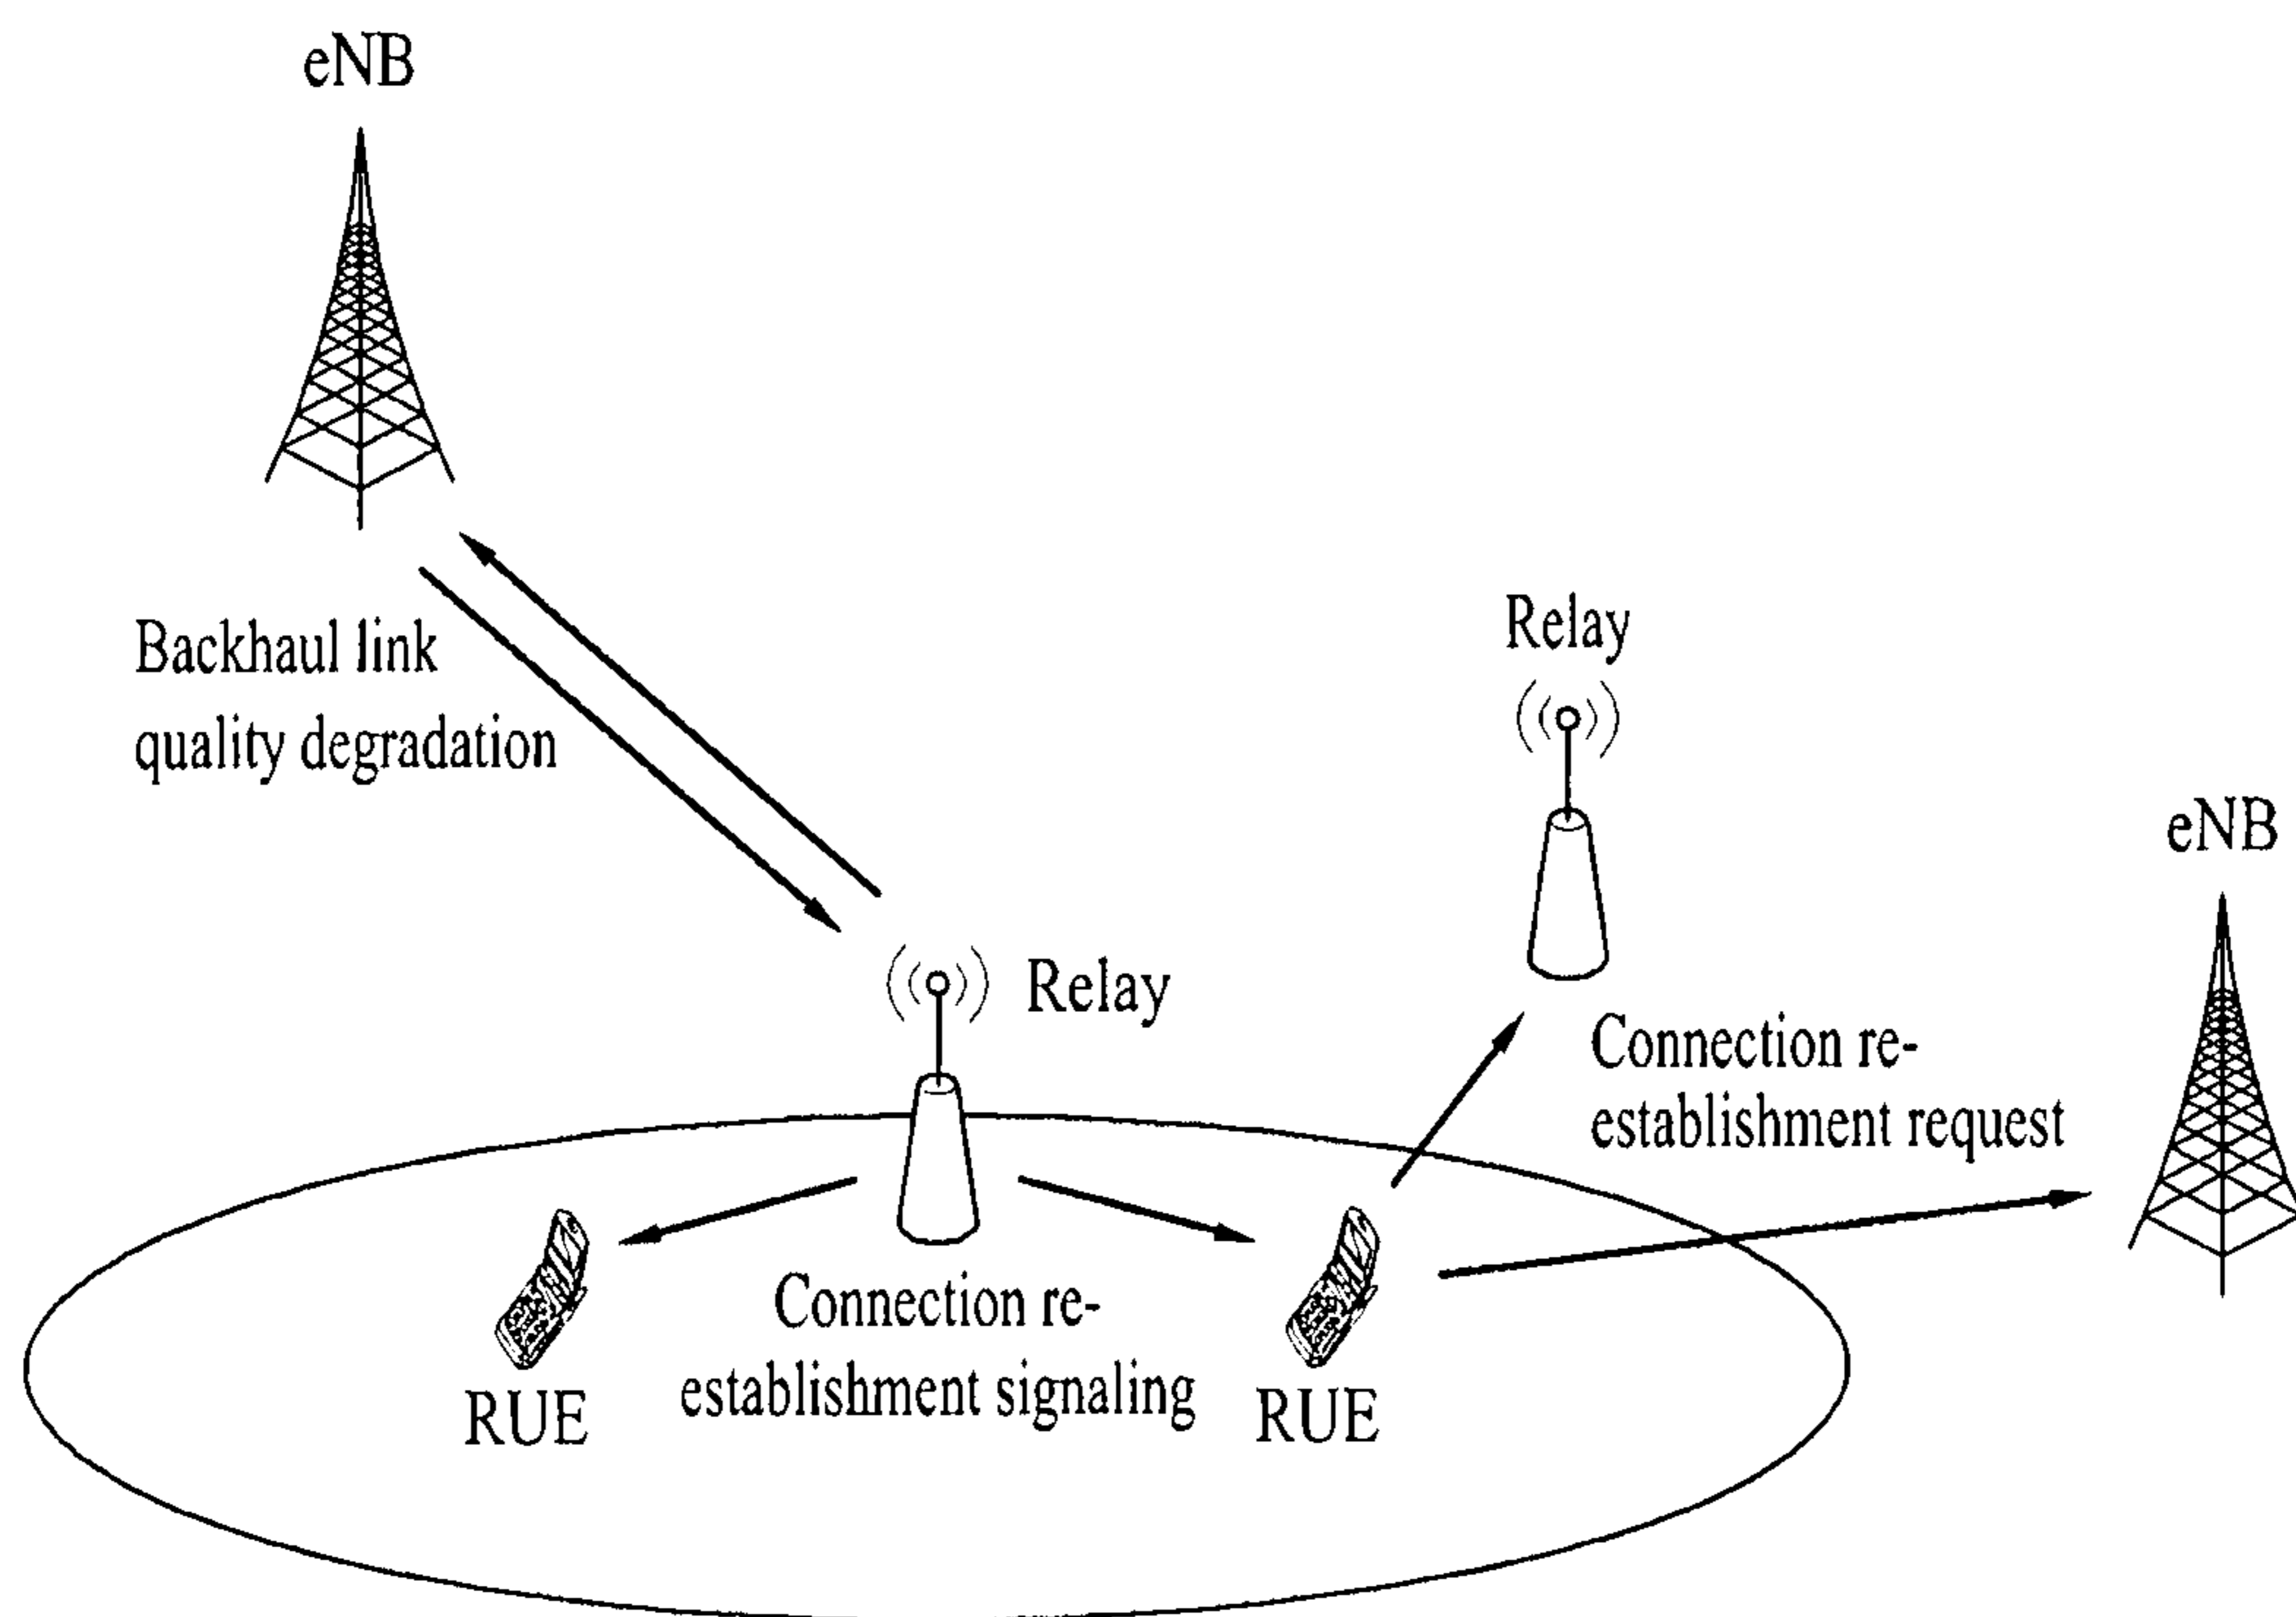 eNB
Backhaul link
quality degradation
Relay
eNB
Relay
Connection re-
establishment request
Connection re-
establishment signaling
RUE
RUE